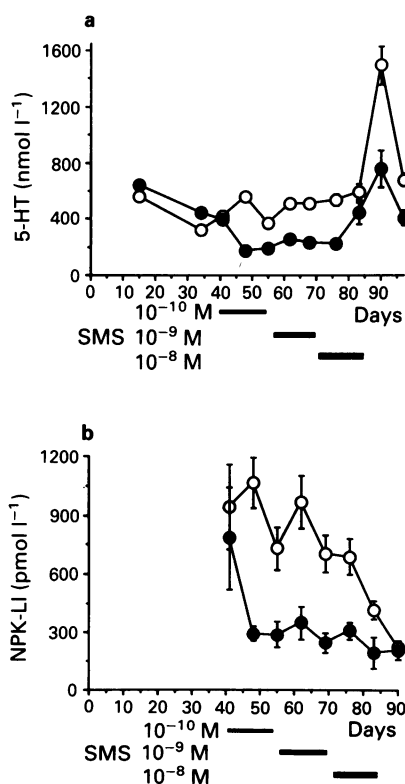 a
5-HT (nmol l⁻¹)
1600
1200
800
400
0
0 10 20 30 40 50 60 70 80 90
Days
10⁻¹⁰ M
SMS 10⁻⁹ M
10⁻⁸ M
b
NPK-LI (pmol l⁻¹)
1200
900
600
300
0
0 10 20 30 40 50 60 70 80 90
Days
10⁻¹⁰ M
SMS 10⁻⁹ M
10⁻⁸ M